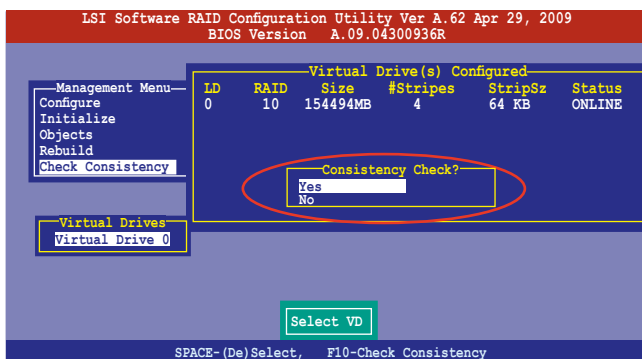 LSI Software RAID Configuration Utility Ver A.62 Apr 29, 2009
BIOS Version A.09.04300936R
Virtual Drive(s) Configured
LD RAID Size #Stripes StripSz Status
0 10 154494MB 4 64 KB ONLINE
Management Menu
Configure
Initialize
Objects
Rebuild
Check Consistency
Consistency Check?
Yes
No
Virtual Drives
Virtual Drive 0
Select VD
SPACE-(De)Select, F10-Check Consistency